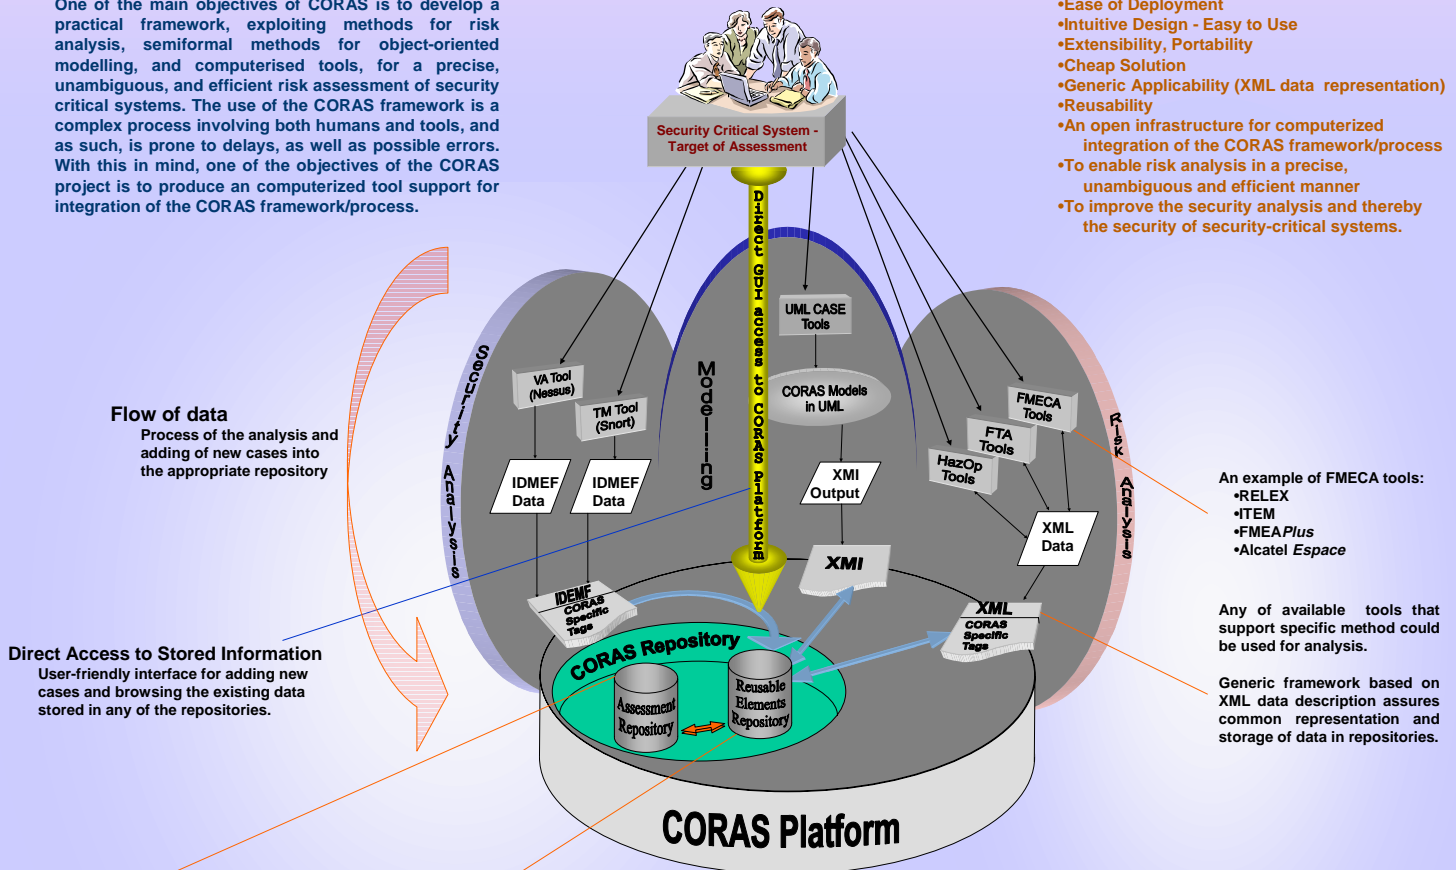 One of the main objectives of CORAS is to develop a
practical framework, exploiting methods for risk
analysis, semiformal methods for object-oriented
modelling, and computerised tools, for a precise,
unambiguous, and efficient risk assessment of security
critical systems. The use of the CORAS framework is a
complex process involving both humans and tools, and
as such, is prone to delays, as well as possible errors.
With this in mind, one of the objectives of the CORAS
project is to produce an computerized tool support for
integration of the CORAS framework/process.
•Ease of Deployment
•Intuitive Design - Easy to Use
•Extensibility, Portability
•Cheap Solution
•Generic Applicability (XML data representation)
•Reusability
•An open infrastructure for computerized
integration of the CORAS framework/process
•To enable risk analysis in a precise,
unambiguous and efficient manner
•To improve the security analysis and thereby
the security of security-critical systems.
Security Critical System -
Target of Assessment
Direct GUI access to CORAS Platform
Security Analysis
Modelling
Risk Analysis
VA Tool
(Nessus)
TM Tool
(Snort)
IDMEF
Data
IDMEF
Data
IDEMF
CORAS
Specific
Tags
UML CASE
Tools
CORAS Models
in UML
XMI
Output
XMI
FMECA
Tools
FTA
Tools
HazOp
Tools
XML
Data
XML
CORAS
Specific
Tags
Flow of data
Process of the analysis and
adding of new cases into
the appropriate repository
Direct Access to Stored Information
User-friendly interface for adding new
cases and browsing the existing data
stored in any of the repositories.
An example of FMECA tools:
•RELEX
•ITEM
•FMEAPlus
•Alcatel Espace
Any of available tools that
support specific method could
be used for analysis.
Generic framework based on
XML data description assures
common representation and
storage of data in repositories.
CORAS Repository
Assessment
Repository
Reusable
Elements
Repository
CORAS Platform